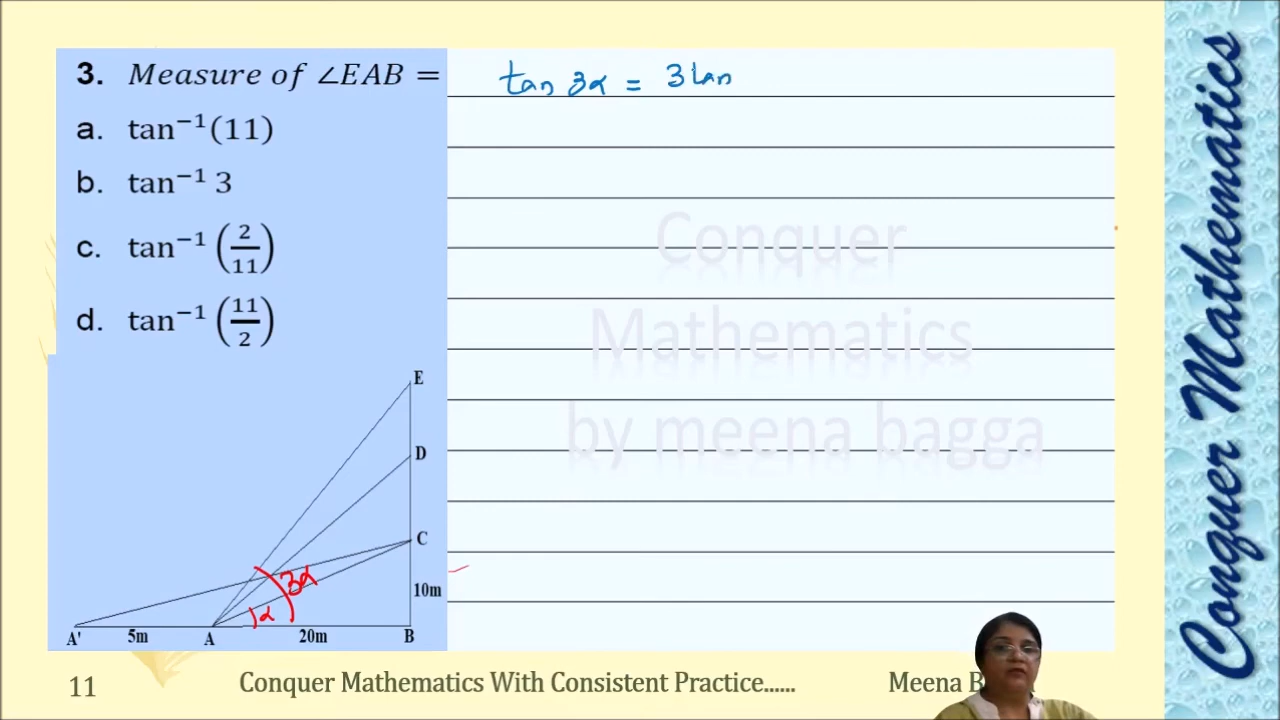 3. Measure of ∠EAB =
a. tan⁻¹(11)
b. tan⁻¹ 3
c. tan⁻¹ (2/11)
d. tan⁻¹ (11/2)
tan 3α = 3 tan
Conquer
Mathematics
by meena bagga
E
D
C
3α
10m
α
A' 5m A 20m B
11 Conquer Mathematics With Consistent Practice...... Meena
Conquer Mathematics